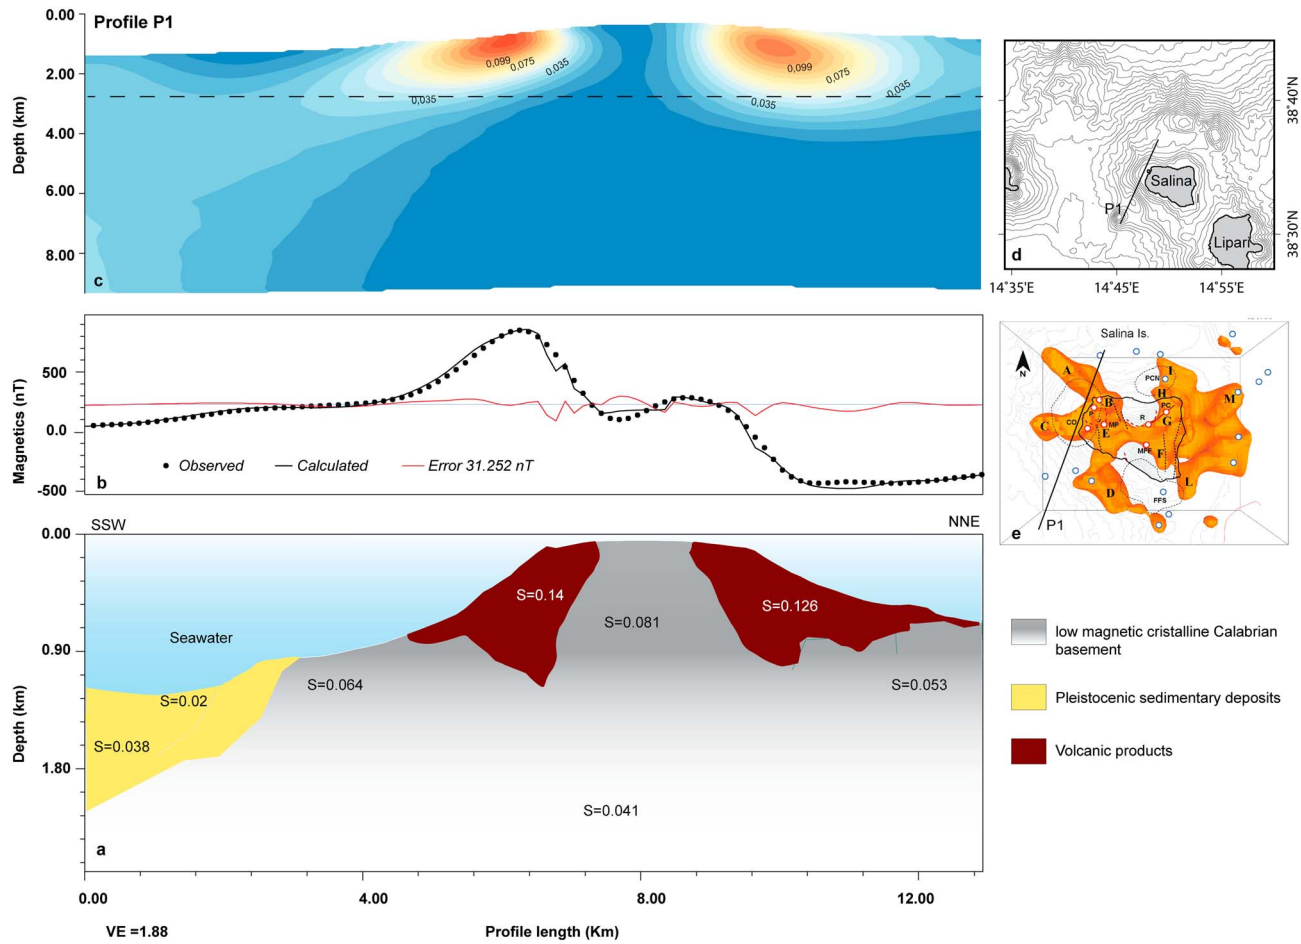 Profile P1
0.00
2.00
4.00
6.00
8.00
Depth (km)
0,099
0,075
0,035
0,035
0,099
0,075
0,035
0,035
c
Salina
Lipari
P1
d
38°40'N
38°30'N
14°35'E
14°45'E
14°55'E
500
0.0
-500
Magnetics (nT)
Observed
Calculated
Error 31.252 nT
b
Salina Is.
N
A
B
C
D
E
F
G
H
I
L
M
PCN
PC
R
P
CO
MP
MFF
FFS
P1
e
SSW
NNE
0.00
0.90
1.80
Depth (km)
Seawater
S=0.14
S=0.126
S=0.081
S=0.064
S=0.053
S=0.02
S=0.038
S=0.041
a
0.00
4.00
8.00
12.00
VE =1.88
Profile length (Km)
low magnetic cristalline Calabrian
basement
Pleistocenic sedimentary deposits
Volcanic products